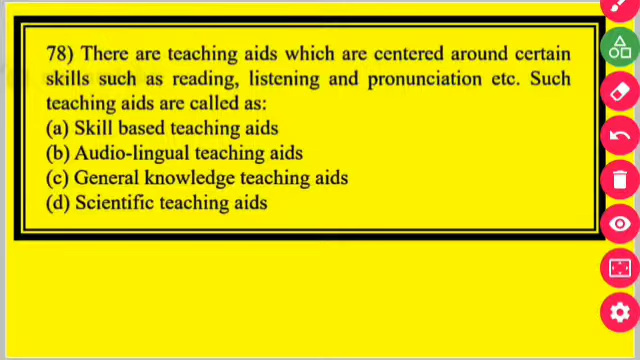 78) There are teaching aids which are centered around certain
skills such as reading, listening and pronunciation etc. Such
teaching aids are called as:
(a) Skill based teaching aids
(b) Audio-lingual teaching aids
(c) General knowledge teaching aids
(d) Scientific teaching aids